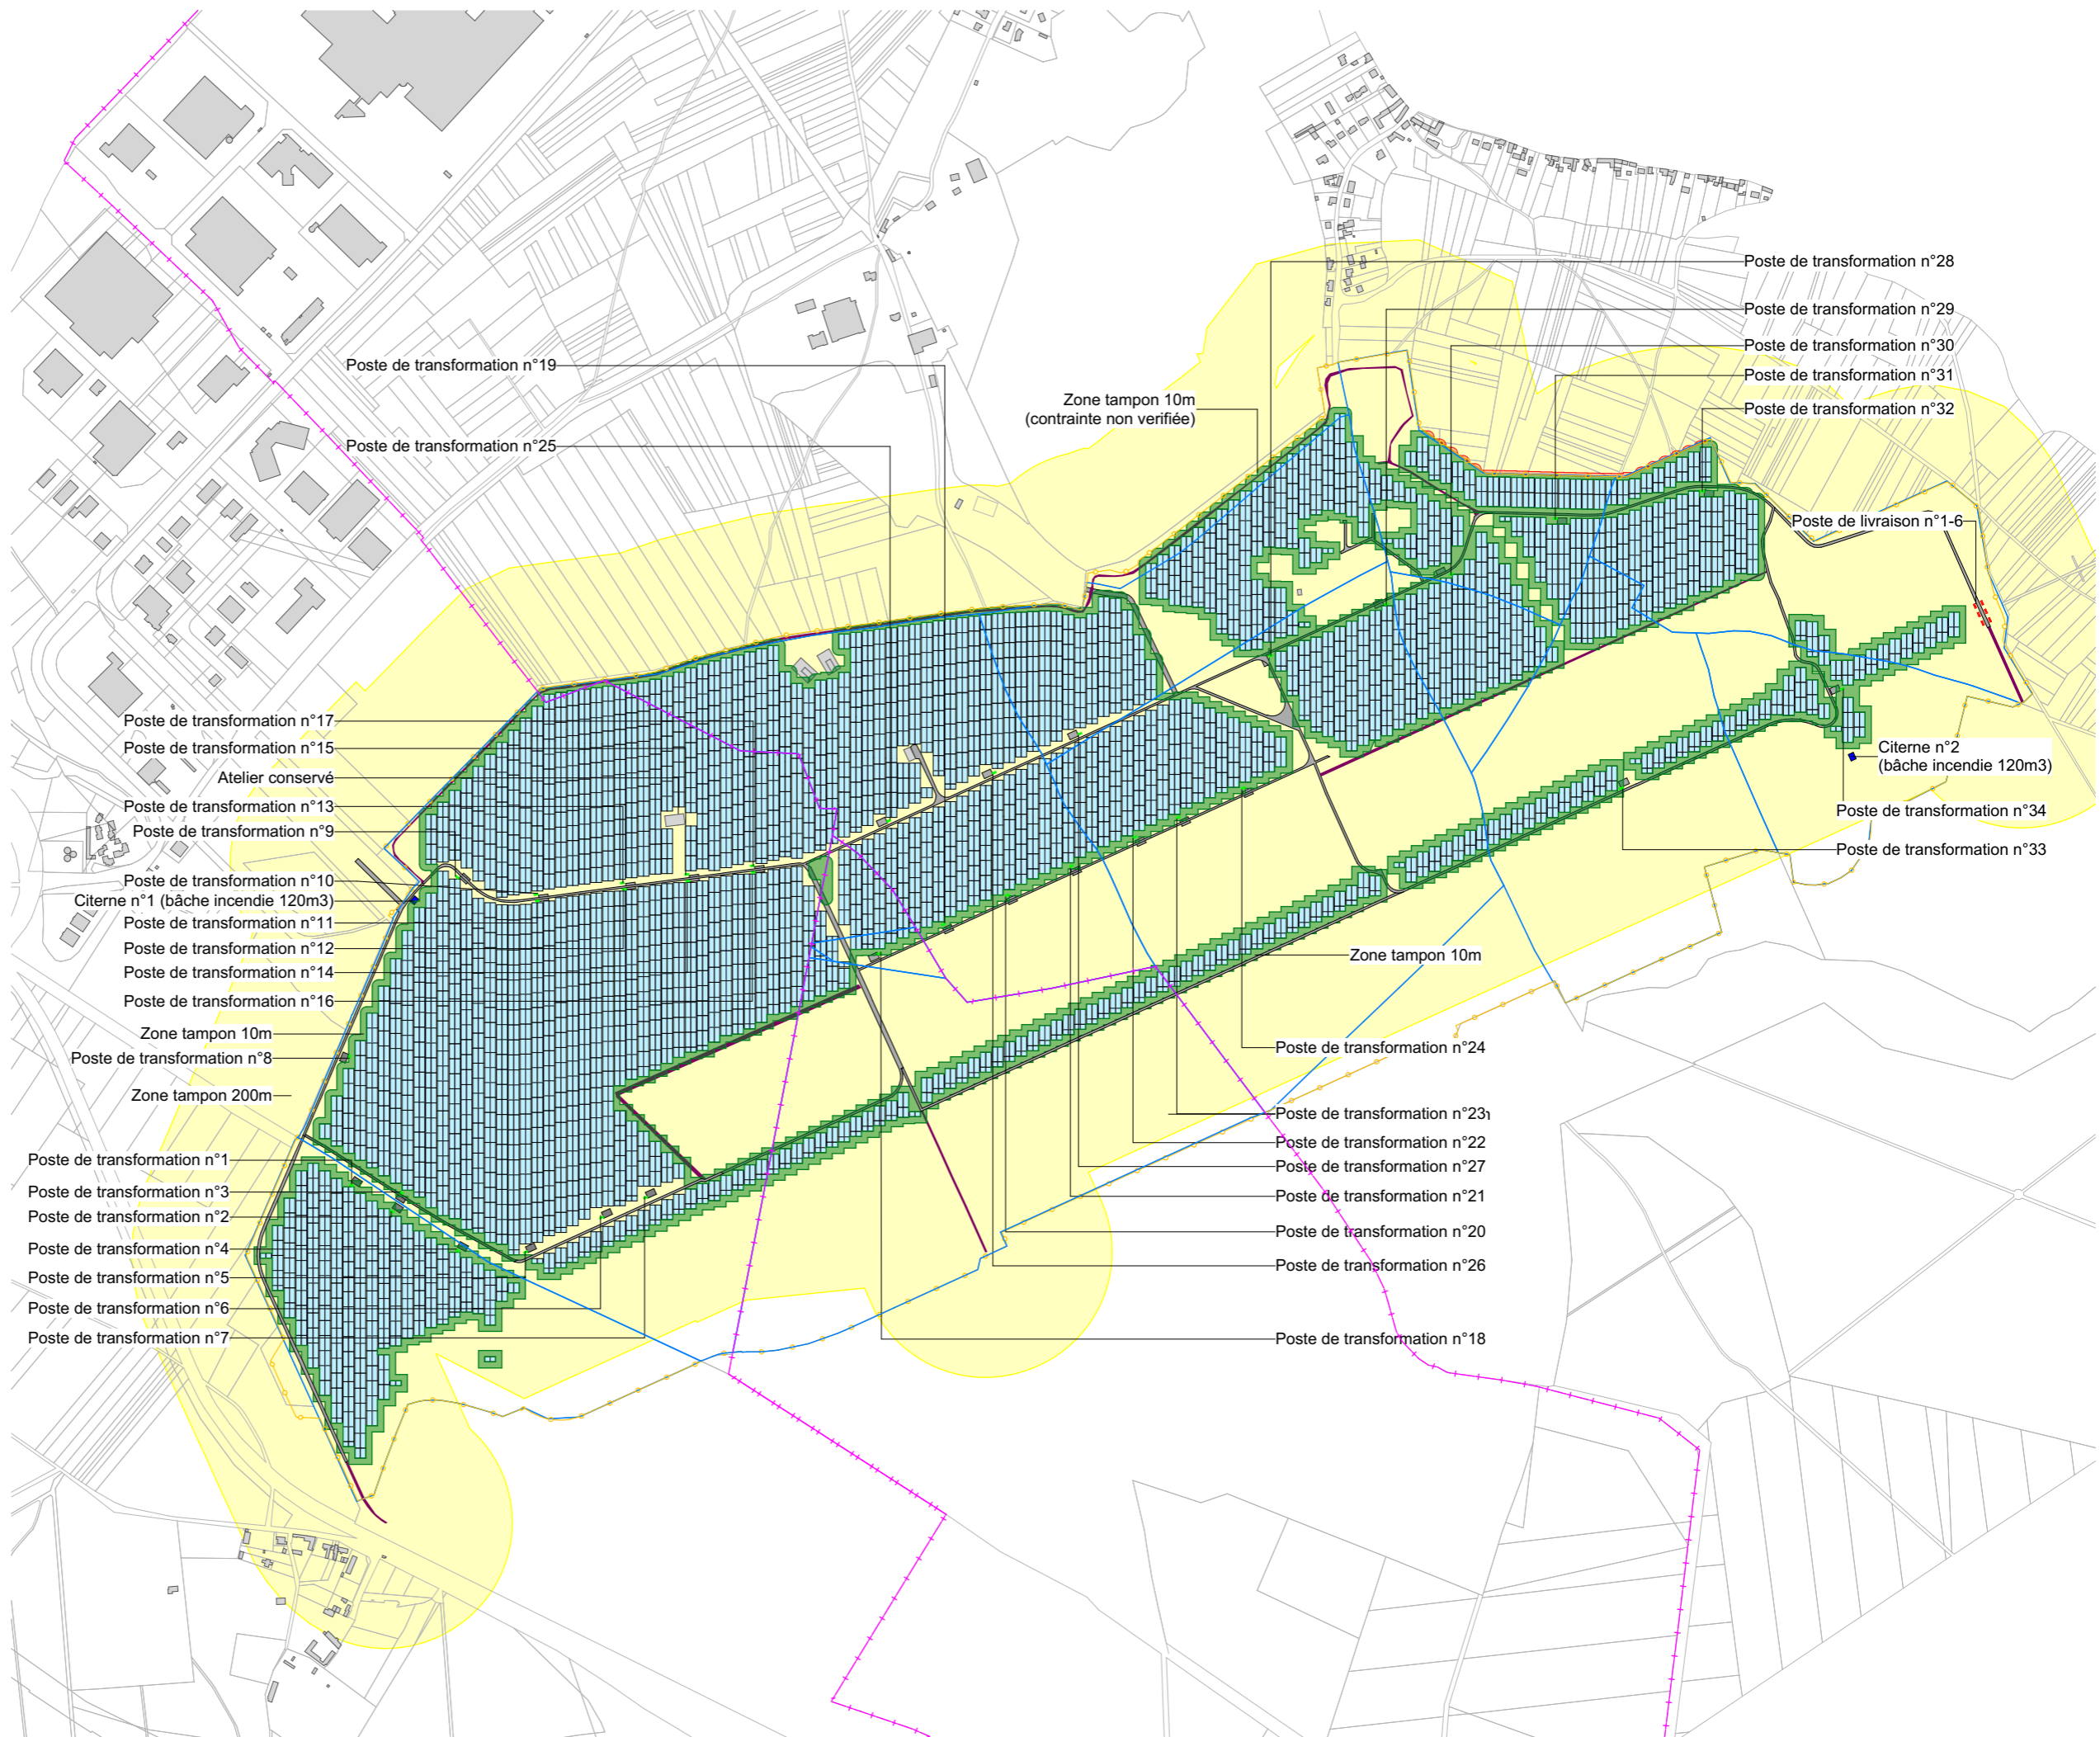 Poste de transformation n°28
Poste de transformation n°29
Poste de transformation n°30
Poste de transformation n°19
Poste de transformation n°31
Zone tampon 10m
(contrainte non verifiée)
Poste de transformation n°32
Poste de transformation n°25
Poste de livraison n°1-6
Poste de transformation n°17
Poste de transformation n°15
Citerne n°2
(bâche incendie 120m3)
Atelier conservé
Poste de transformation n°13
Poste de transformation n°34
Poste de transformation n°9
Poste de transformation n°33
Poste de transformation n°10
Citerne n°1 (bâche incendie 120m3)
Poste de transformation n°11
Poste de transformation n°12
Zone tampon 10m
Poste de transformation n°14
Poste de transformation n°16
Zone tampon 10m
Poste de transformation n°24
Poste de transformation n°8
Zone tampon 200m
Poste de transformation n°23
Poste de transformation n°22
Poste de transformation n°1
Poste de transformation n°27
Poste de transformation n°3
Poste de transformation n°21
Poste de transformation n°2
Poste de transformation n°20
Poste de transformation n°4
Poste de transformation n°26
Poste de transformation n°5
Poste de transformation n°6
Poste de transformation n°7
Poste de transformation n°18